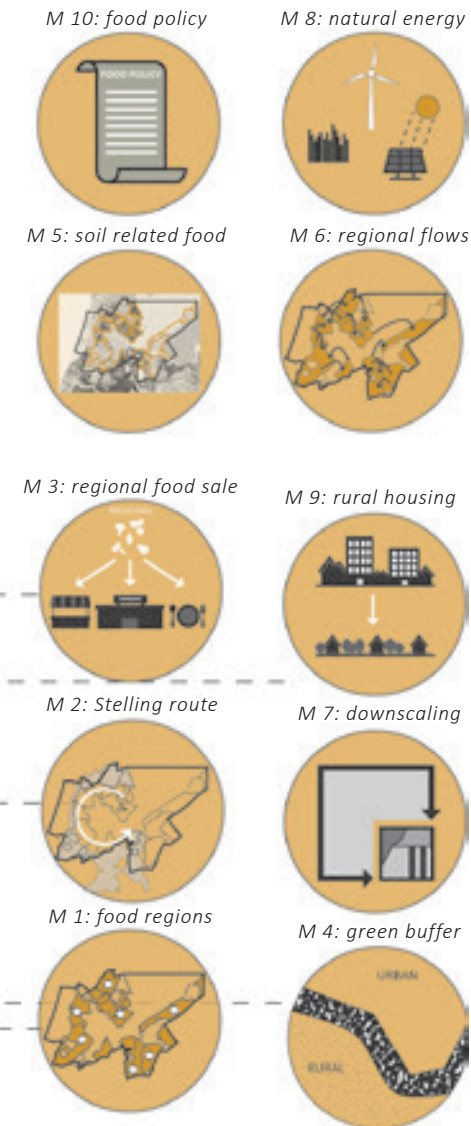 M 10: food policy
M 8: natural energy
FOOD POLICY
M 5: soil related food
M 6: regional flows
M 3: regional food sale
M 9: rural housing
REGIONAL
M 2: Stelling route
M 7: downscaling
M 1: food regions
M 4: green buffer
URBAN
RURAL